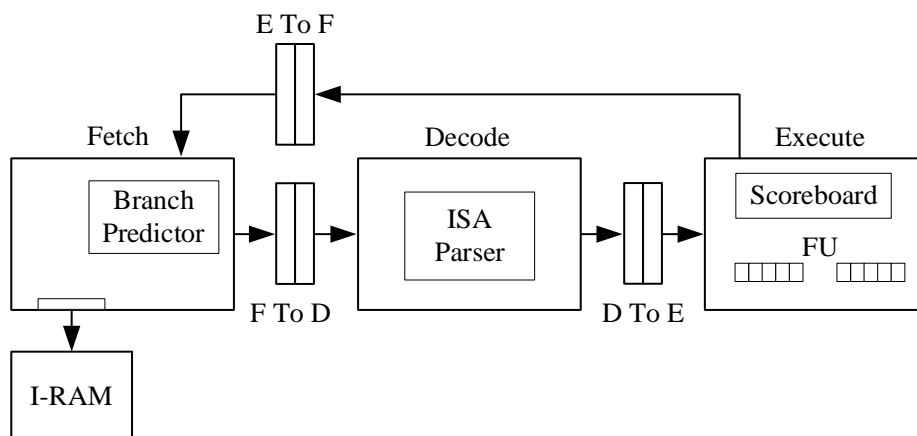 E To F
Fetch
Decode
Execute
Branch
Predictor
ISA
Parser
Scoreboard
FU
F To D
D To E
I-RAM